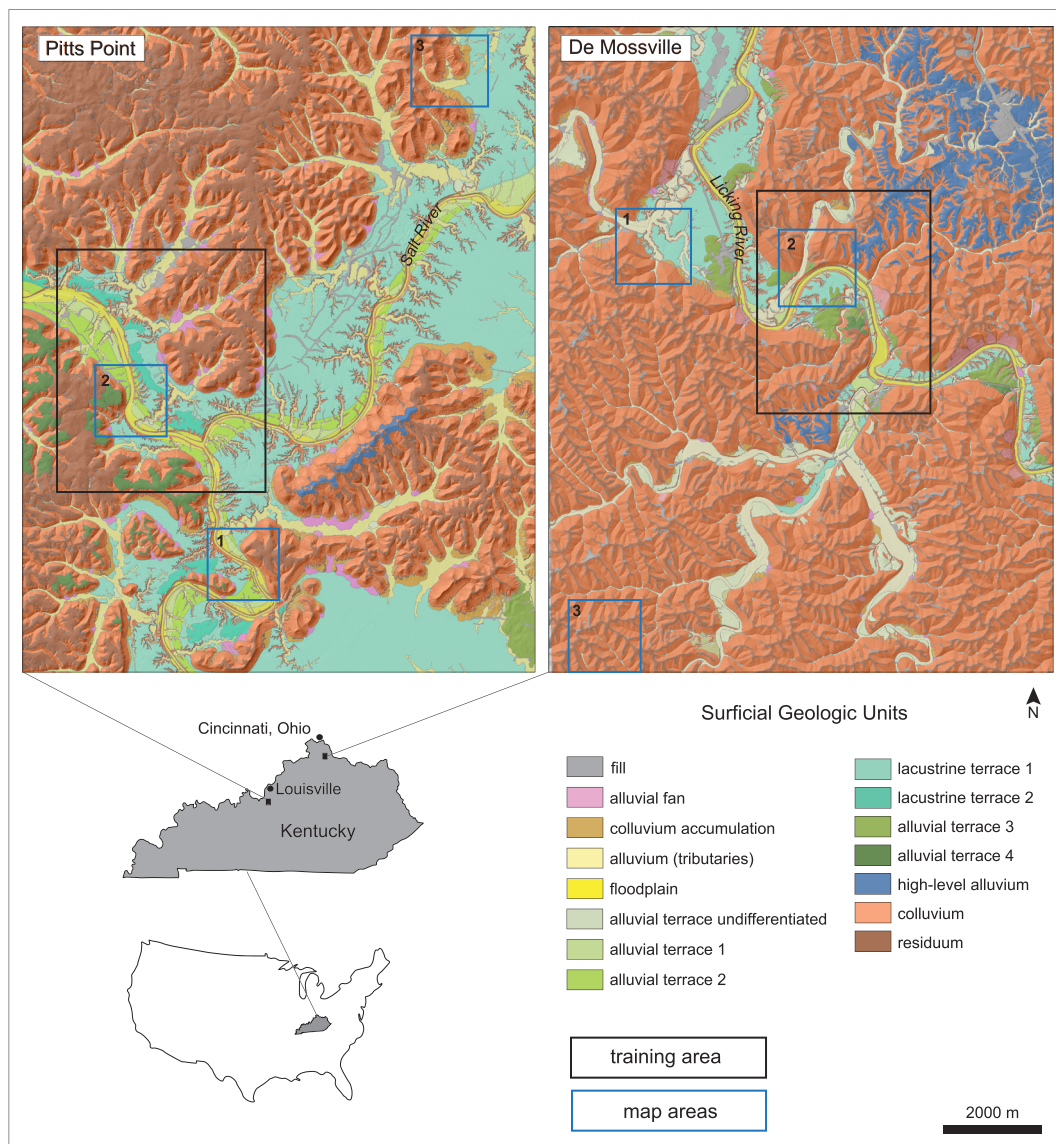 Pitts Point
3
Salt River
2
1
De Mossville
Licking River
1
2
3
Cincinnati, Ohio
Louisville
Kentucky
N
Surficial Geologic Units
fill
alluvial fan
colluvium accumulation
alluvium (tributaries)
floodplain
alluvial terrace undifferentiated
alluvial terrace 1
alluvial terrace 2
lacustrine terrace 1
lacustrine terrace 2
alluvial terrace 3
alluvial terrace 4
high-level alluvium
colluvium
residuum
training area
map areas
2000 m